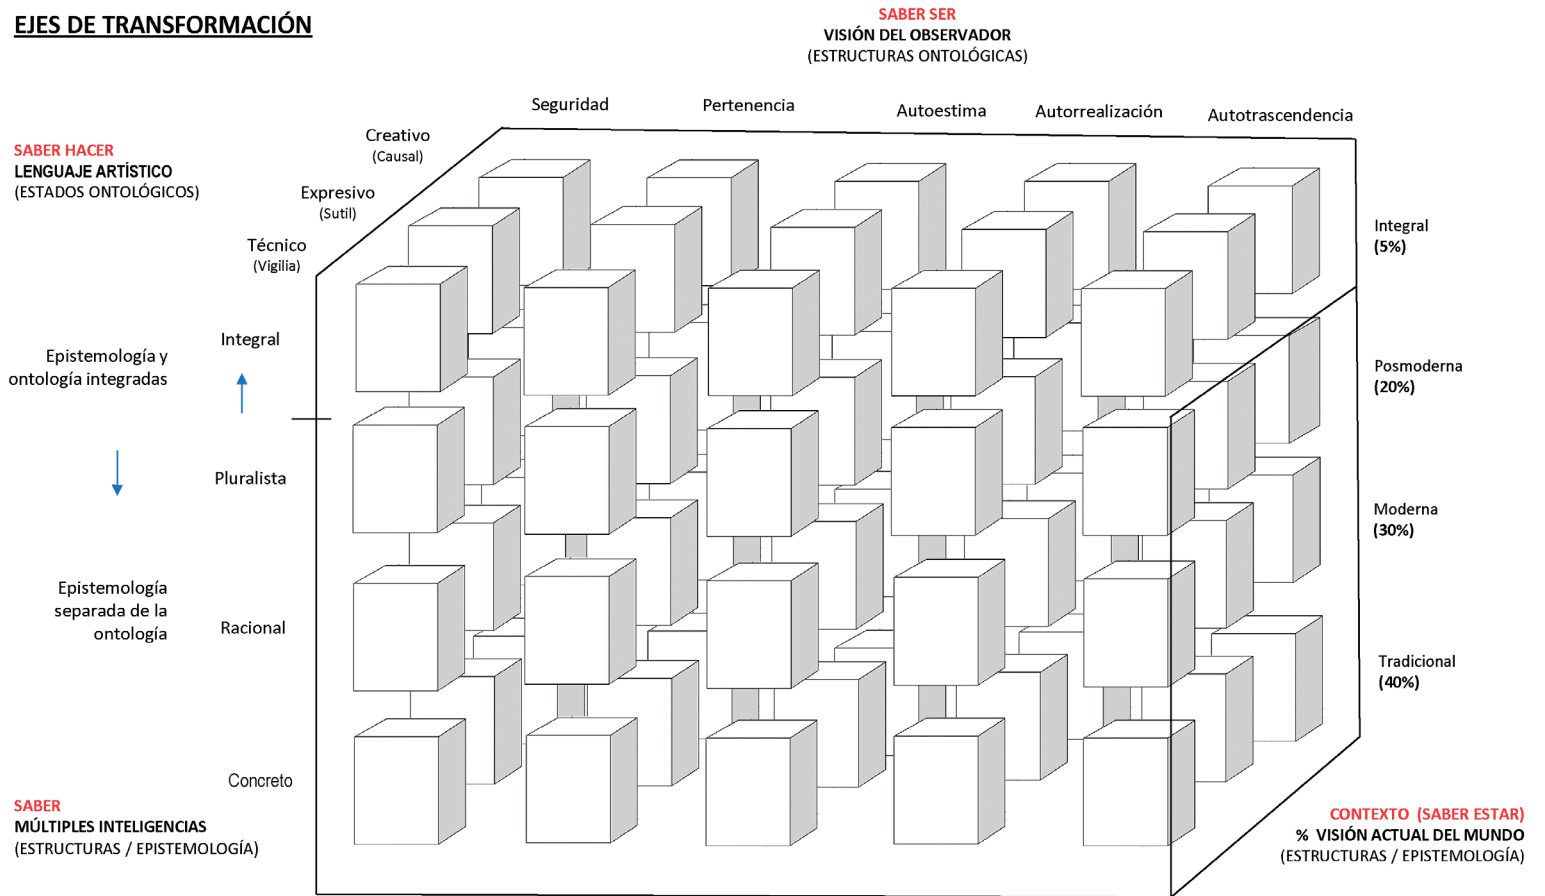 EJES DE TRANSFORMACIÓN
SABER SER
VISIÓN DEL OBSERVADOR
(ESTRUCTURAS ONTOLÓGICAS)
Seguridad
Pertenencia
Autoestima
Autorrealización
Autotrascendencia
SABER HACER
LENGUAJE ARTÍSTICO
(ESTADOS ONTOLÓGICOS)
Creativo
(Causal)
Expresivo
(Sutil)
Técnico
(Vigilia)
Integral
(5%)
Epistemología y
ontología integradas
Integral
Posmoderna
(20%)
Pluralista
Moderna
(30%)
Epistemología
separada de la
ontología
Racional
Tradicional
(40%)
Concreto
SABER
MÚLTIPLES INTELIGENCIAS
(ESTRUCTURAS / EPISTEMOLOGÍA)
CONTEXTO (SABER ESTAR)
% VISIÓN ACTUAL DEL MUNDO
(ESTRUCTURAS / EPISTEMOLOGÍA)